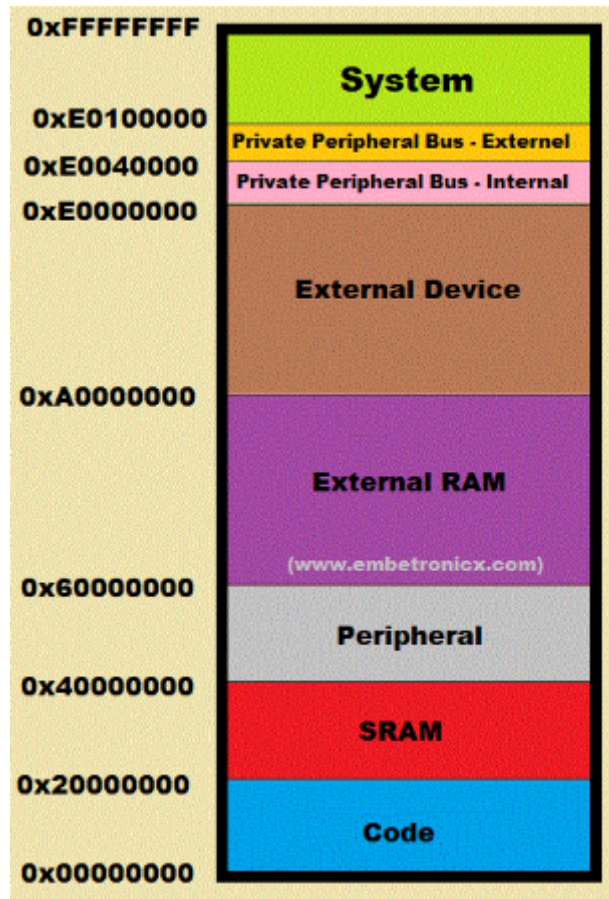 0xFFFFFFFF
System
0xE0100000
Private Peripheral Bus - Externel
0xE0040000
Private Peripheral Bus - Internal
0xE0000000
External Device
0xA0000000
External RAM
(www.embetronicx.com)
0x60000000
Peripheral
0x40000000
SRAM
0x20000000
Code
0x00000000